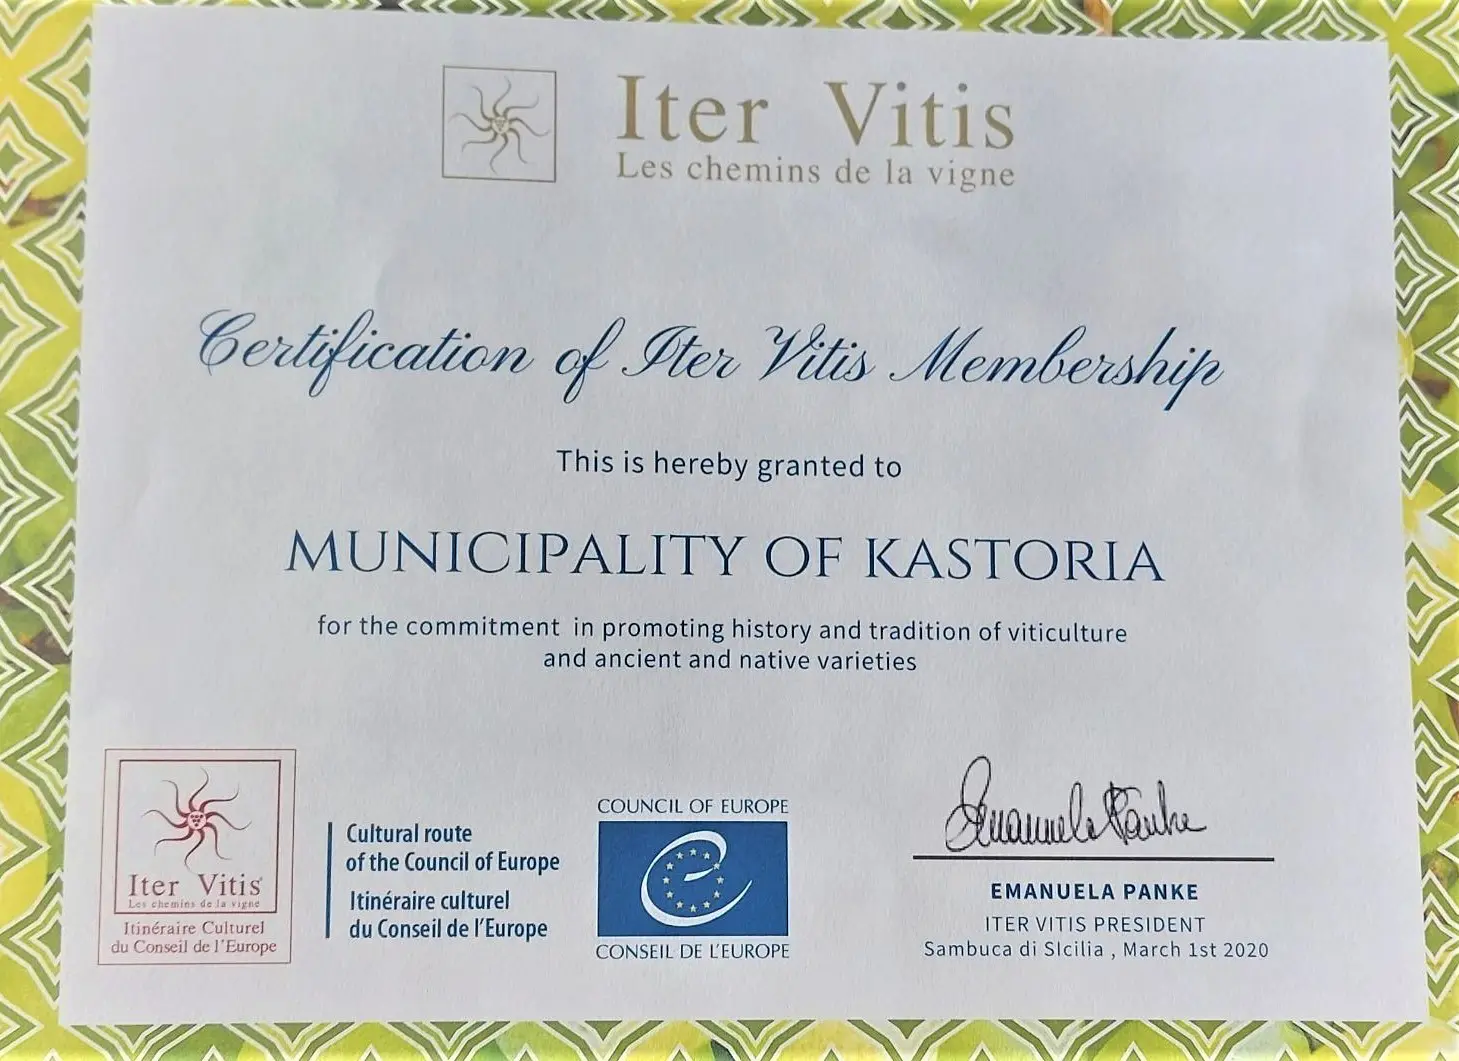 Iter Vitis
Les chemins de la vigne
Certification of Iter Vitis Membership
This is hereby granted to
MUNICIPALITY OF KASTORIA
for the commitment in promoting history and tradition of viticulture
and ancient and native varieties
Iter Vitis
Les chemins de la vigne
Itinéraire Culturel
du Conseil de l'Europe
Cultural route
of the Council of Europe
Itinéraire culturel
du Conseil de l'Europe
COUNCIL OF EUROPE
CONSEIL DE L'EUROPE
Emanuela Panke
EMANUELA PANKE
ITER VITIS PRESIDENT
Sambuca di SIcilia , March 1st 2020